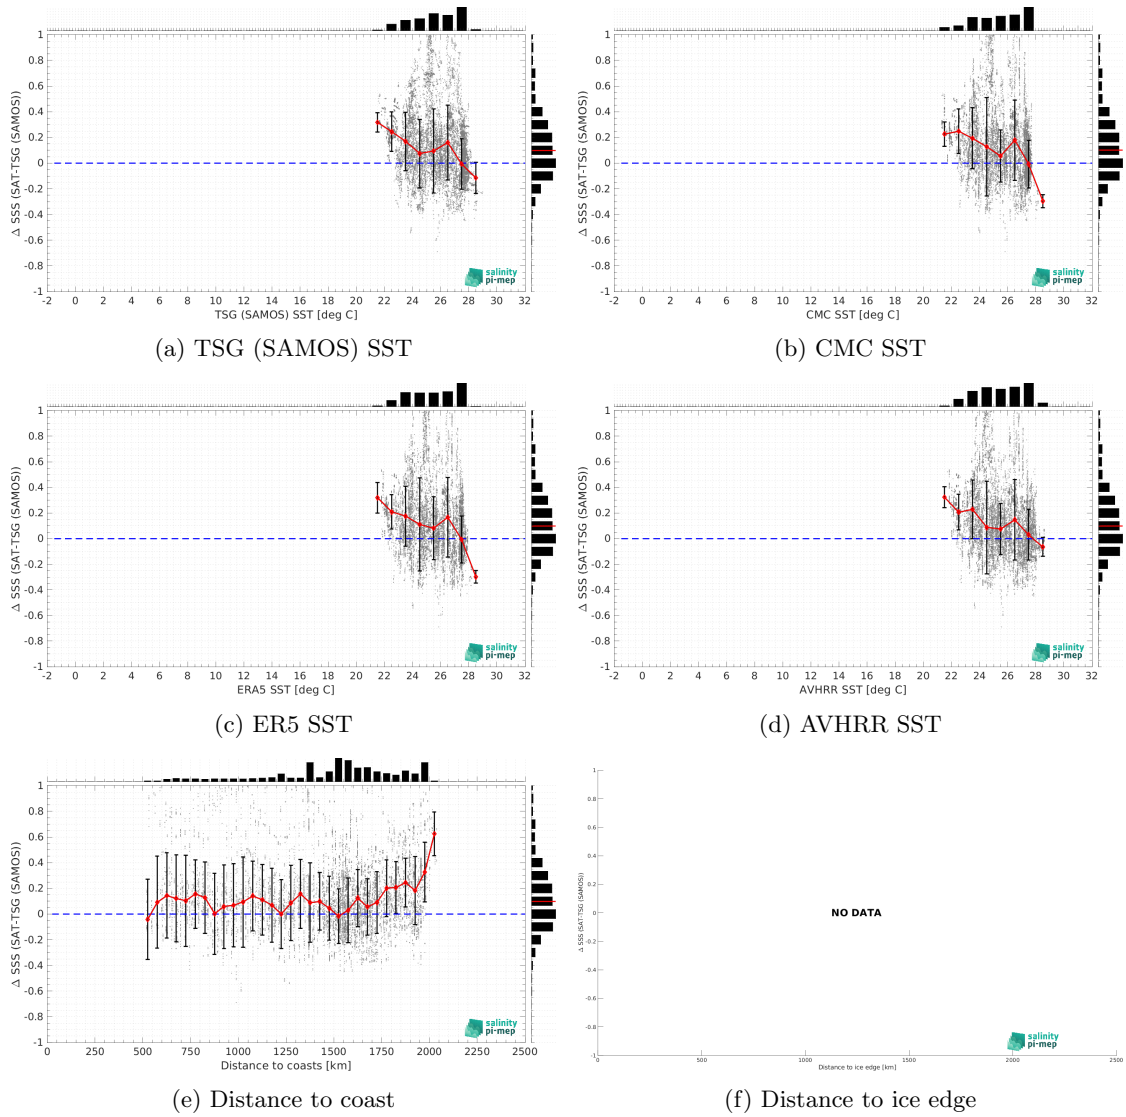 1
0.8
0.6
0.4
0.2
0
-0.2
-0.4
-0.6
-0.8
-1
Δ SSS (SAT-TSG (SAMOS))
-2 0 2 4 6 8 10 12 14 16 18 20 22 24 26 28 30 32
TSG (SAMOS) SST [deg C]
salinity
pi-mep
(a) TSG (SAMOS) SST
1
0.8
0.6
0.4
0.2
0
-0.2
-0.4
-0.6
-0.8
-1
Δ SSS (SAT-TSG (SAMOS))
-2 0 2 4 6 8 10 12 14 16 18 20 22 24 26 28 30 32
CMC SST [deg C]
salinity
pi-mep
(b) CMC SST
1
0.8
0.6
0.4
0.2
0
-0.2
-0.4
-0.6
-0.8
-1
Δ SSS (SAT-TSG (SAMOS))
-2 0 2 4 6 8 10 12 14 16 18 20 22 24 26 28 30 32
ERA5 SST [deg C]
salinity
pi-mep
(c) ER5 SST
1
0.8
0.6
0.4
0.2
0
-0.2
-0.4
-0.6
-0.8
-1
Δ SSS (SAT-TSG (SAMOS))
-2 0 2 4 6 8 10 12 14 16 18 20 22 24 26 28 30 32
AVHRR SST [deg C]
salinity
pi-mep
(d) AVHRR SST
1
0.8
0.6
0.4
0.2
0
-0.2
-0.4
-0.6
-0.8
-1
Δ SSS (SAT-TSG (SAMOS))
0 250 500 750 1000 1250 1500 1750 2000 2250 2500
Distance to coasts [km]
salinity
pi-mep
(e) Distance to coast
1
0.8
0.6
0.4
0.2
0
-0.2
-0.4
-0.6
-0.8
-1
Δ SSS (SAT-TSG (SAMOS))
NO DATA
0 500 1000 1500 2000 2500
Distance to ice edge [km]
salinity
pi-mep
(f) Distance to ice edge